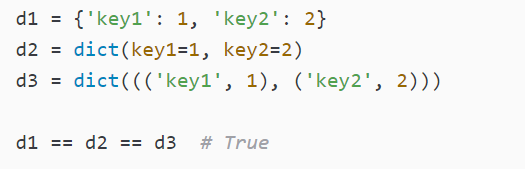 d1 = {'key1': 1, 'key2': 2}
d2 = dict(key1=1, key2=2)
d3 = dict((('key1', 1), ('key2', 2)))
d1 == d2 == d3  # True